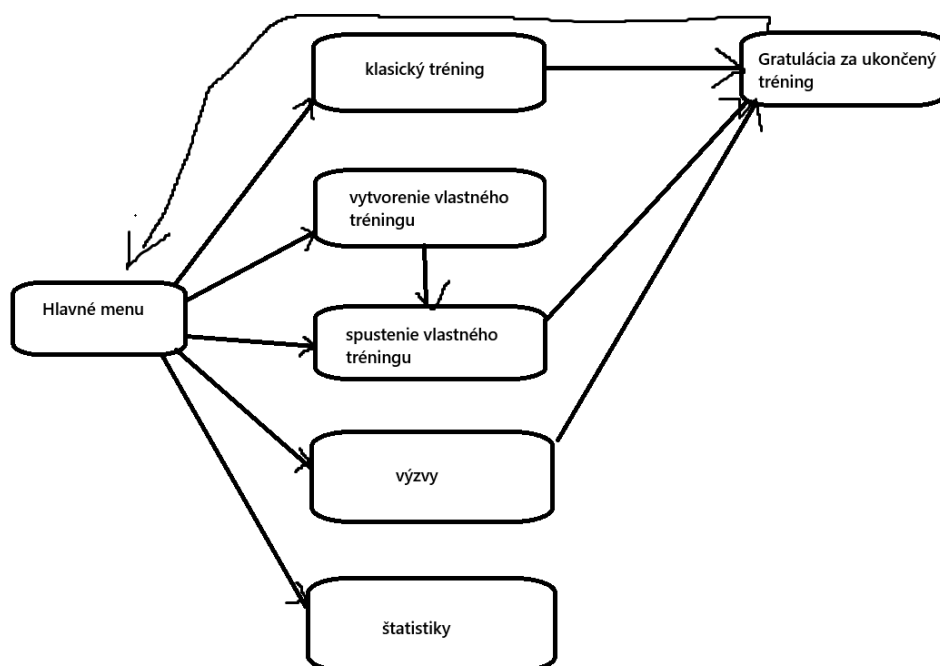 klasický tréning
Gratulácia za ukončený
tréning
vytvorenie vlastného
tréningu
Hlavné menu
spustenie vlastného
tréningu
výzvy
štatistiky